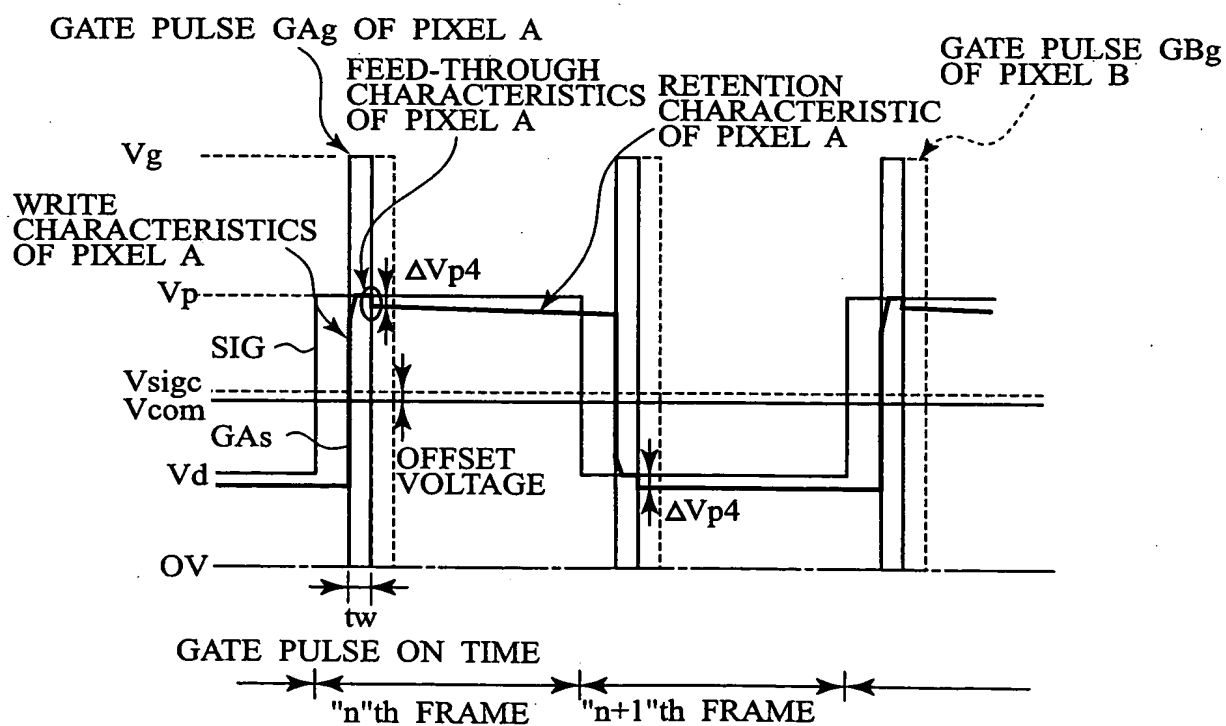 GATE PULSE GAg OF PIXEL A
FEED-THROUGH
CHARACTERISTICS
OF PIXEL A
RETENTION
CHARACTERISTIC
OF PIXEL A
GATE PULSE GBg
OF PIXEL B
Vg
WRITE
CHARACTERISTICS
OF PIXEL A
ΔVp4
Vp
SIG
Vsigc
Vcom
GAs
OFFSET
VOLTAGE
Vd
ΔVp4
OV
tw
GATE PULSE ON TIME
"n"th FRAME
"n+1"th FRAME